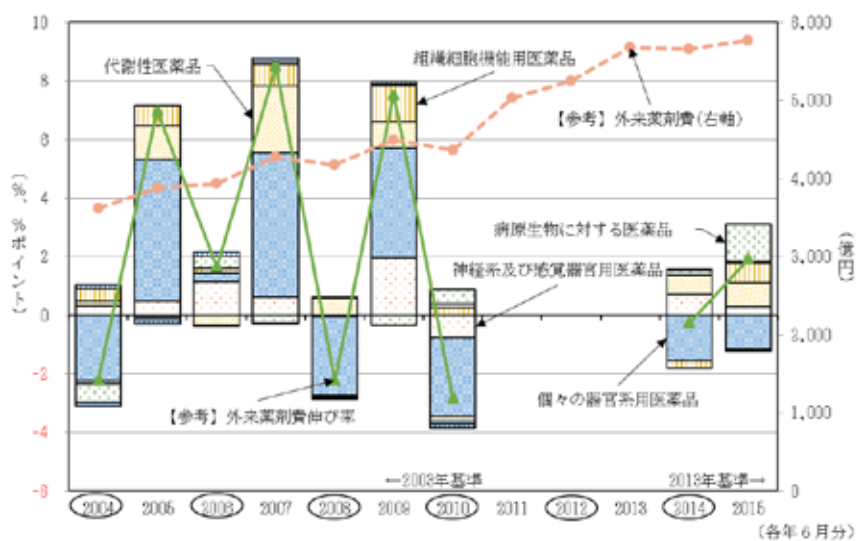 10
8
6
4
2
0
-2
-4
-6
(%、%ポイント)
6,000
5,000
4,000
3,000
2,000
1,000
0
(億円)
代謝性医薬品
組織細胞機能用医薬品
【参考】外来薬剤費(右軸)
病原生物に対する医薬品
神経系及び感覚器官用医薬品
個々の器官系用医薬品
【参考】外来薬剤費伸び率
←2003年基準
2013年基準→
2004 2005 2006 2007 2008 2009 2010 2011 2012 2013 2014 2015
(各年6月分)